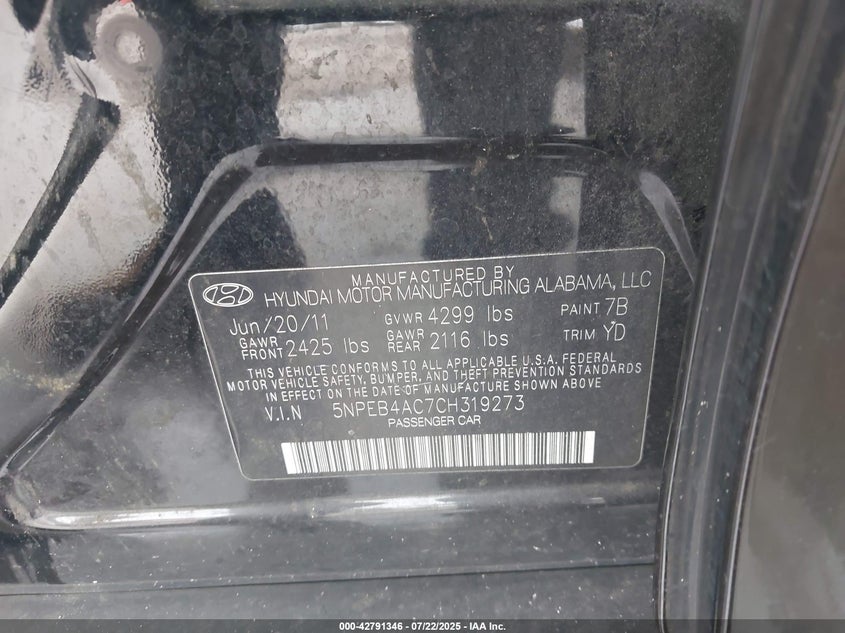 MANUFACTURED BY
HYUNDAI MOTOR MANUFACTURING ALABAMA, LLC
Jun/20/11 GVWR 4299 lbs PAINT 7B
GAWR FRONT 2425 lbs GAWR REAR 2116 lbs TRIM YD
THIS VEHICLE CONFORMS TO ALL APPLICABLE U.S.A. FEDERAL
MOTOR VEHICLE SAFETY, BUMPER, AND THEFT PREVENTION STANDARDS
IN EFFECT ON THE DATE OF MANUFACTURE SHOWN ABOVE
V.I.N 5NPEB4AC7CH319273
PASSENGER CAR
000-42791346 - 07/22/2025 - IAA Inc.